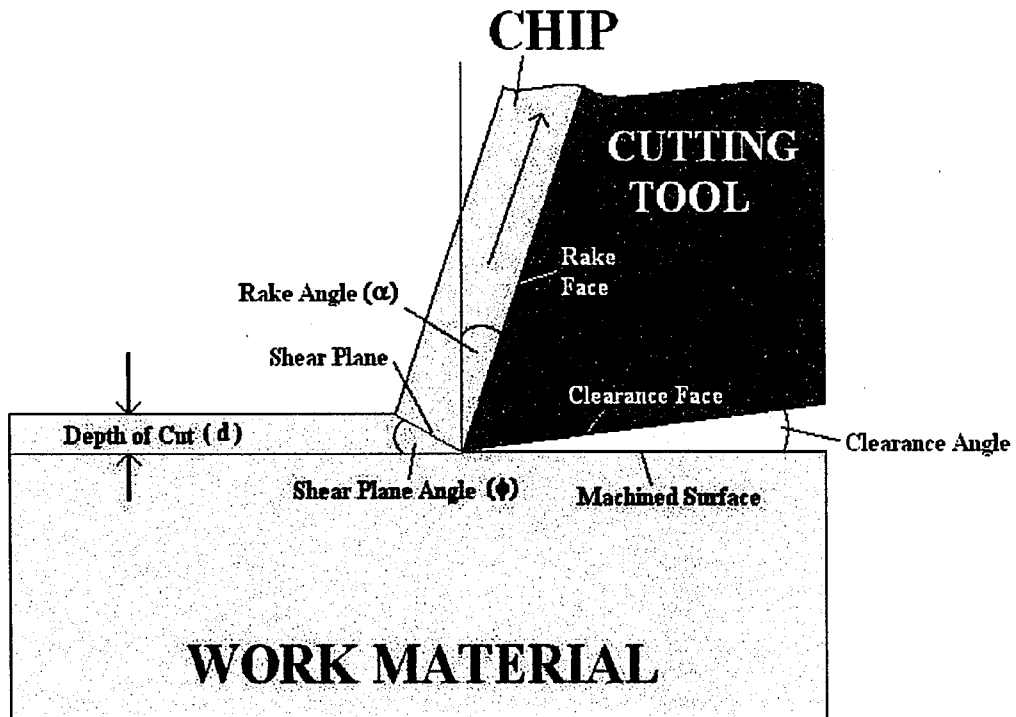 CHIP
CUTTING
TOOL
Rake
Face
Rake Angle (α)
Shear Plane
Clearance Face
Depth of Cut (d)
Clearance Angle
Shear Plane Angle (ϕ)
Machined Surface
WORK MATERIAL